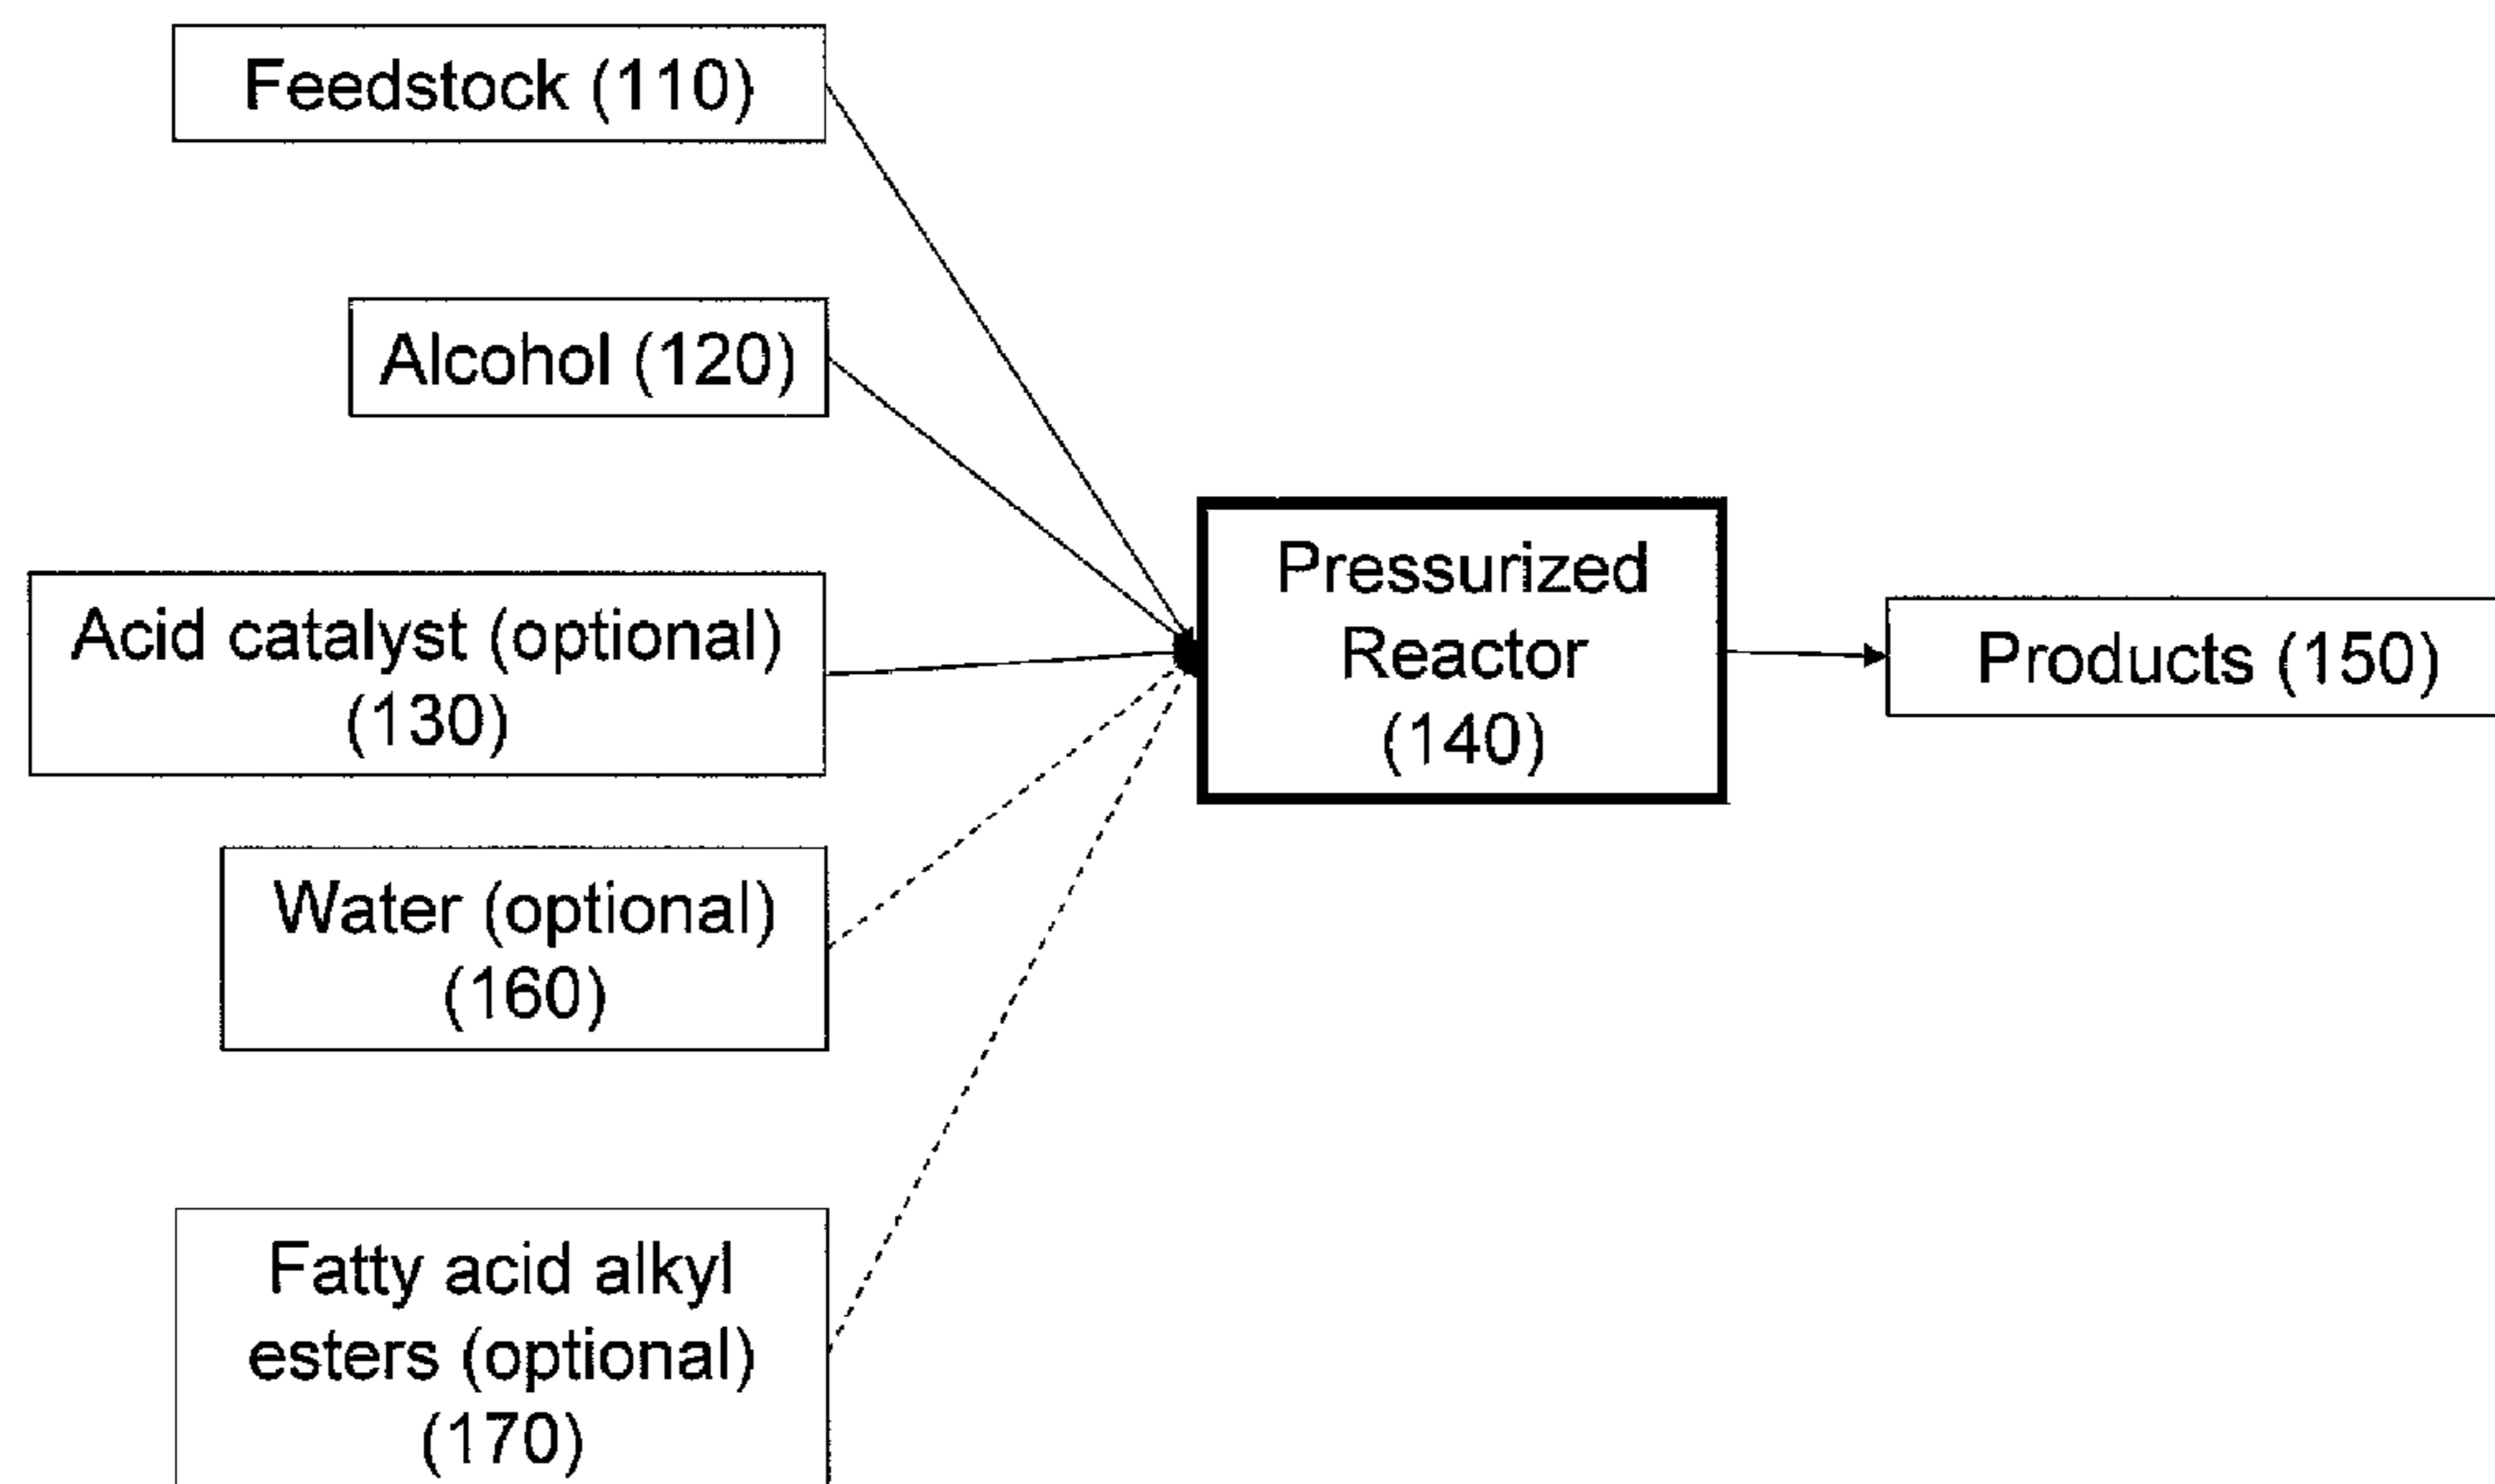 Feedstock (110)
Alcohol (120)
Acid catalyst (optional)
(130)
Water (optional)
(160)
Fatty acid alkyl
esters (optional)
(170)
Pressurized
Reactor
(140)
Products (150)